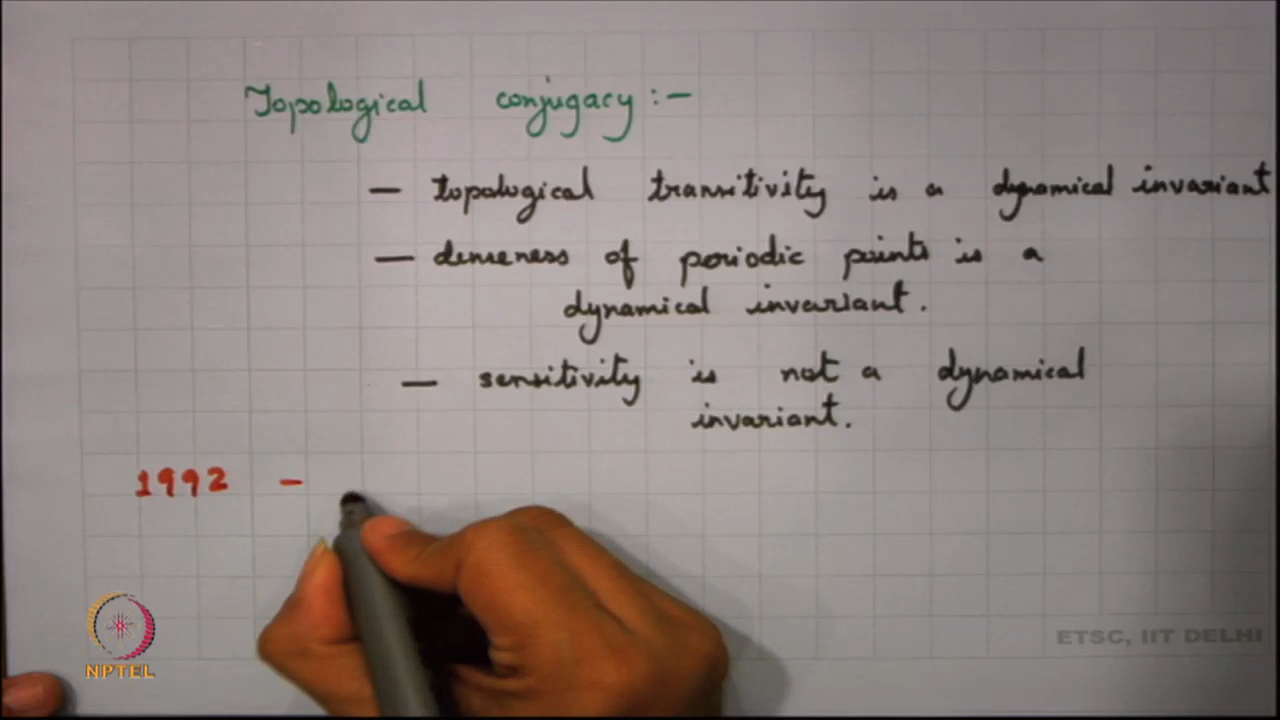 Topological conjugacy :-
- topological transitivity is a dynamical invariant
- denseness of periodic points is a
dynamical invariant.
- sensitivity is not a dynamical
invariant.
1992 -
NPTEL
ETSC, IIT DELHI